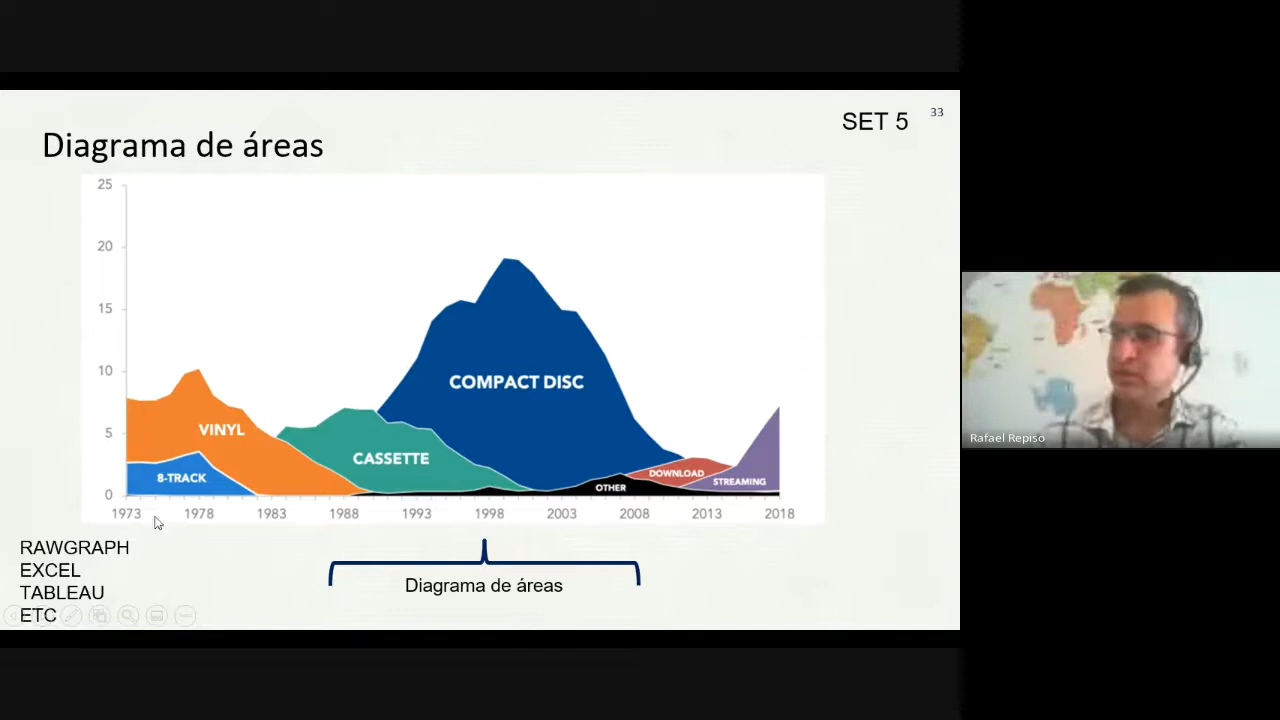 SET 5
33
Diagrama de áreas
25
20
15
10
5
0
COMPACT DISC
VINYL
CASSETTE
8-TRACK
DOWNLOAD
STREAMING
OTHER
1973 1978 1983 1988 1993 1998 2003 2008 2013 2018
Diagrama de áreas
RAWGRAPH
EXCEL
TABLEAU
ETC
Rafael Repiso